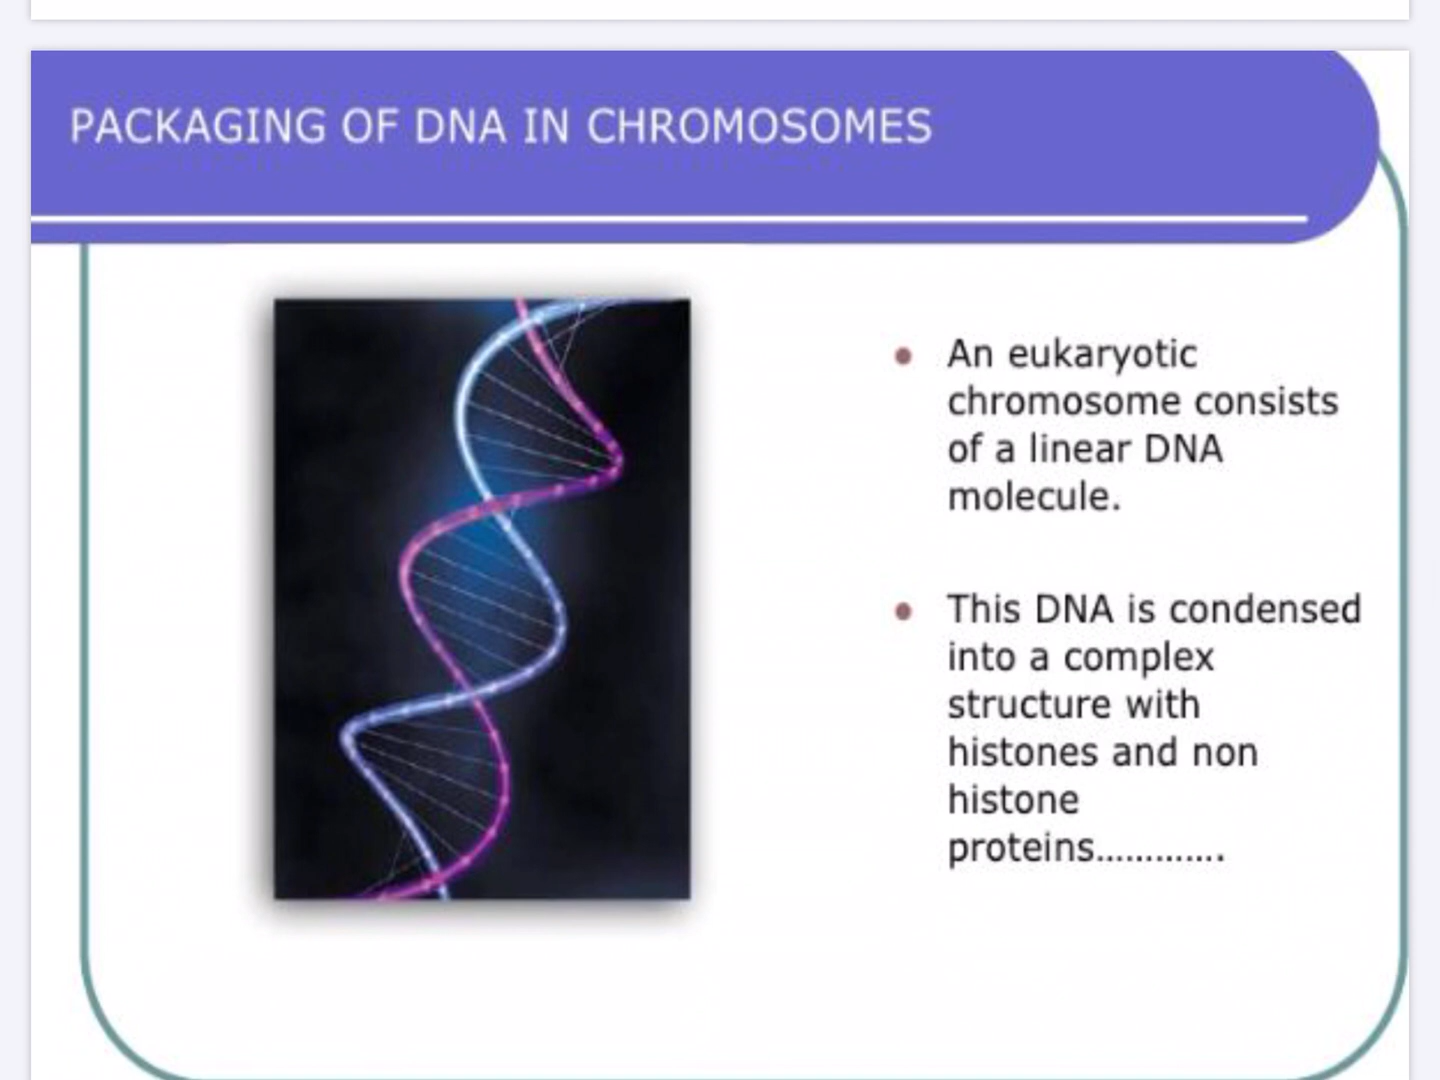 PACKAGING OF DNA IN CHROMOSOMES
An eukaryotic
chromosome consists
of a linear DNA
molecule.
This DNA is condensed
into a complex
structure with
histones and non
histone
proteins.............